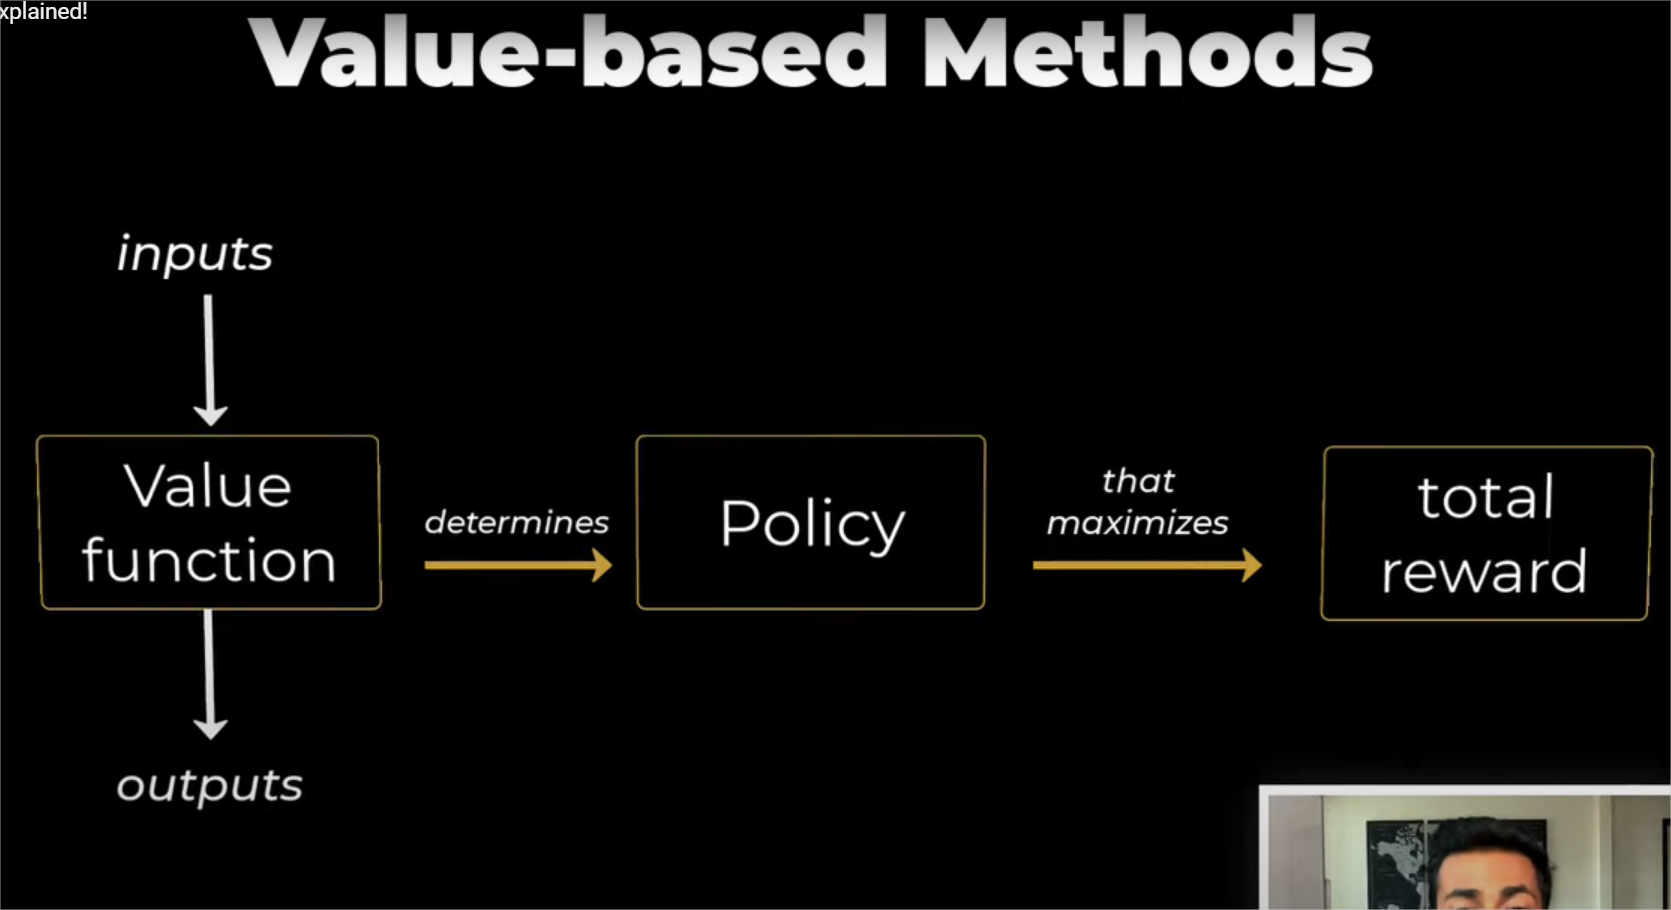 xplained!
Value-based Methods
inputs
Value
function
determines
Policy
that
maximizes
total
reward
outputs